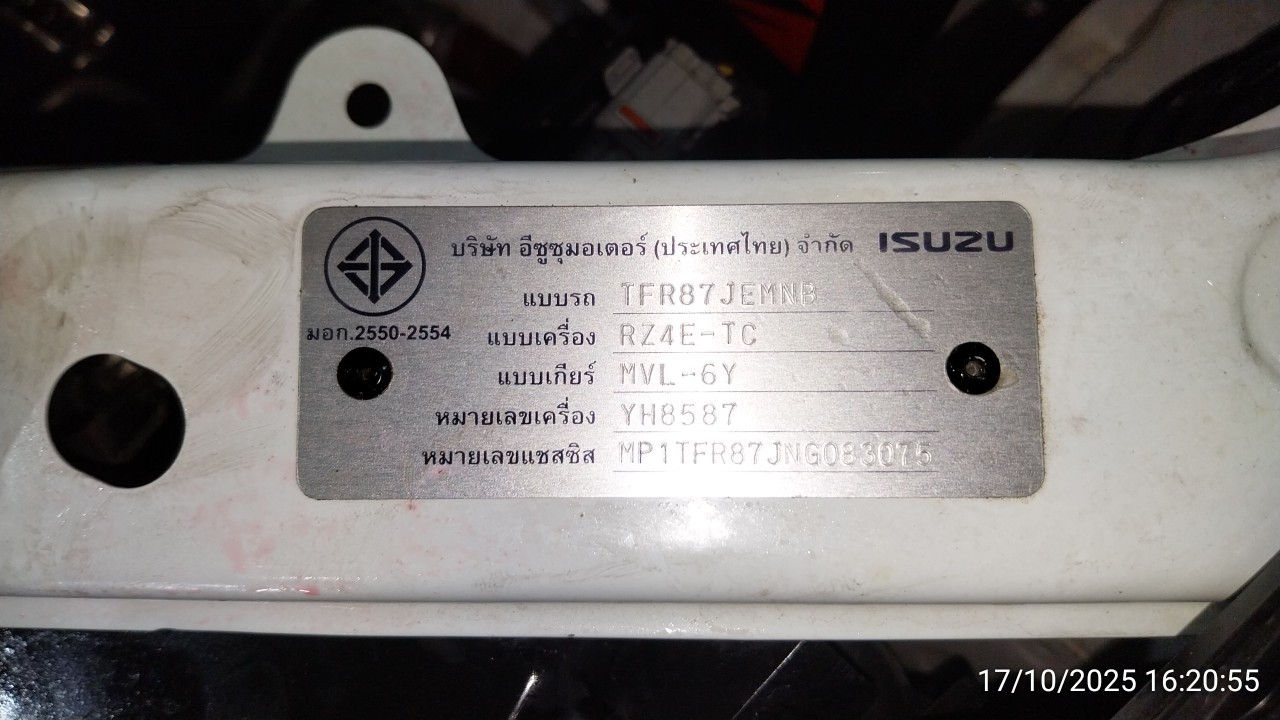 บริษัท อีซูซุมอเตอร์ (ประเทศไทย) จำกัด ISUZU
แบบรถ TFR87JEMNB
มอก.2550-2554
แบบเครื่อง RZ4E-TC
แบบเกียร์ MVL-6Y
หมายเลขเครื่อง YH8587
หมายเลขแชสซิส MP1TFR87JNG083075
17/10/2025 16:20:55